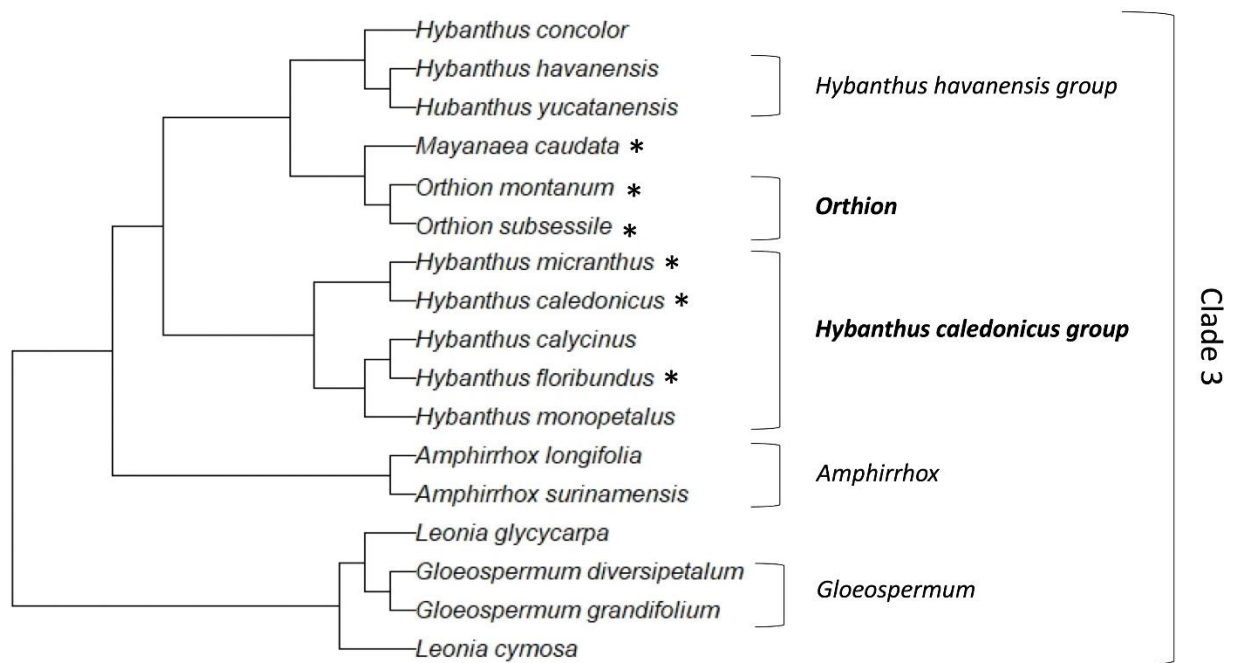 Hybanthus concolor
Hybanthus havanensis
Hubanthus yucatanensis
Mayanaea caudata *
Orthion montanum *
Orthion subsessile *
Hybanthus micranthus *
Hybanthus caledonicus *
Hybanthus calycinus
Hybanthus floribundus *
Hybanthus monopetalus
Amphirrhox longifolia
Amphirrhox surinamensis
Leonia glycycarpa
Gloeospermum diversipetalum
Gloeospermum grandifolium
Leonia cymosa
Hybanthus havanensis group
Orthion
Hybanthus caledonicus group
Amphirrhox
Gloeospermum
Clade 3